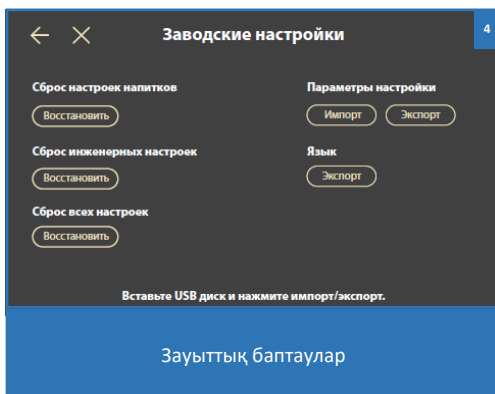 Заводские настройки
4
Сброс настроек напитков
Восстановить
Сброс инженерных настроек
Восстановить
Сброс всех настроек
Восстановить
Параметры настройки
Импорт Экспорт
Язык
Экспорт
Вставьте USB диск и нажмите импорт/экспорт.
Зауыттық баптаулар